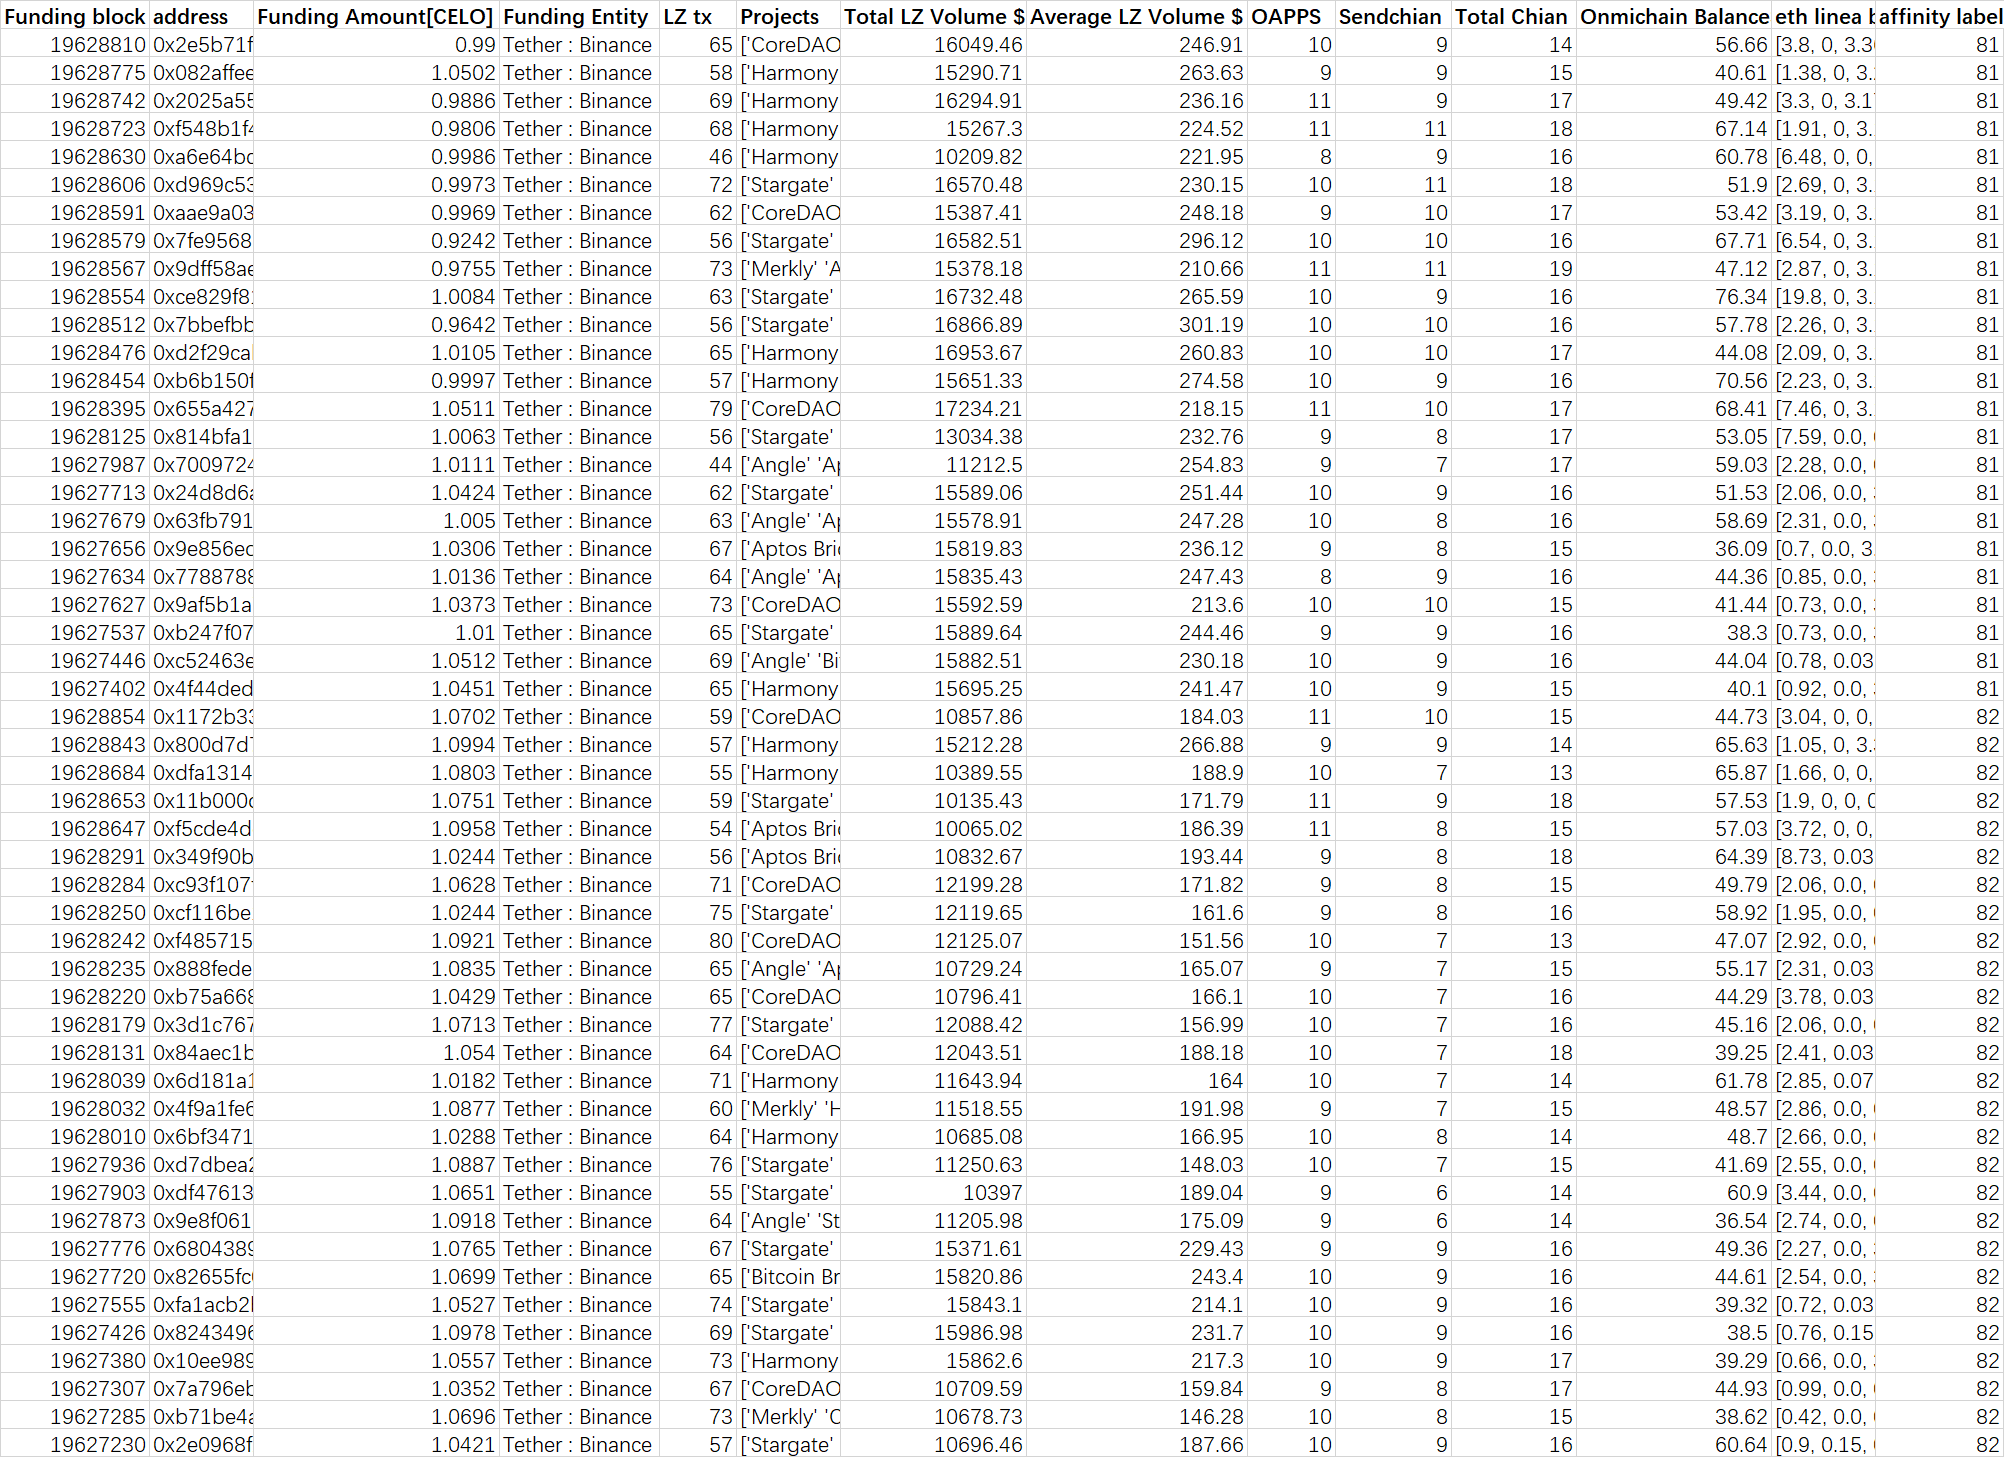 Funding block address Funding Amount[CELO] Funding Entity LZ tx Projects Total LZ Volume $ Average LZ Volume $ OAPPS Sendchian Total Chian Onmichain Balance eth linea b affinity label
19628810 0x2e5b71f 0.99 Tether : Binance 65 ['CoreDAO 16049.46 246.91 10 9 14 56.66 [3.8, 0, 3.3 81
19628775 0x082affee 1.0502 Tether : Binance 58 ['Harmony 15290.71 263.63 9 9 15 40.61 [1.38, 0, 3. 81
19628742 0x2025a55 0.9886 Tether : Binance 69 ['Harmony 16294.91 236.16 11 9 17 49.42 [3.3, 0, 3.1 81
19628723 0xf548b1f4 0.9806 Tether : Binance 68 ['Harmony 15267.3 224.52 11 11 18 67.14 [1.91, 0, 3. 81
19628630 0xa6e64bc 0.9986 Tether : Binance 46 ['Harmony 10209.82 221.95 8 9 16 60.78 [6.48, 0, 0, 81
19628606 0xd969c53 0.9973 Tether : Binance 72 ['Stargate' 16570.48 230.15 10 11 18 51.9 [2.69, 0, 3. 81
19628591 0xaae9a03 0.9969 Tether : Binance 62 ['CoreDAO 15387.41 248.18 9 10 17 53.42 [3.19, 0, 3. 81
19628579 0x7fe9568 0.9242 Tether : Binance 56 ['Stargate' 16582.51 296.12 10 10 16 67.71 [6.54, 0, 3. 81
19628567 0x9dff58ae 0.9755 Tether : Binance 73 ['Merkly' 'A 15378.18 210.66 11 11 19 47.12 [2.87, 0, 3. 81
19628554 0xce829f8 1.0084 Tether : Binance 63 ['Stargate' 16732.48 265.59 10 9 16 76.34 [19.8, 0, 3. 81
19628512 0x7bbefbb 0.9642 Tether : Binance 56 ['Stargate' 16866.89 301.19 10 10 16 57.78 [2.26, 0, 3. 81
19628476 0xd2f29ca 1.0105 Tether : Binance 65 ['Harmony 16953.67 260.83 10 10 17 44.08 [2.09, 0, 3. 81
19628454 0xb6b150f 0.9997 Tether : Binance 57 ['Harmony 15651.33 274.58 10 9 16 70.56 [2.23, 0, 3. 81
19628395 0x655a427 1.0511 Tether : Binance 79 ['CoreDAO 17234.21 218.15 11 10 17 68.41 [7.46, 0, 3. 81
19628125 0x814bfa1 1.0063 Tether : Binance 56 ['Stargate' 13034.38 232.76 9 8 17 53.05 [7.59, 0.0, 81
19627987 0x7009724 1.0111 Tether : Binance 44 ['Angle' 'Ap 11212.5 254.83 9 7 17 59.03 [2.28, 0.0, 81
19627713 0x24d8d6a 1.0424 Tether : Binance 62 ['Stargate' 15589.06 251.44 10 9 16 51.53 [2.06, 0.0, 81
19627679 0x63fb791 1.005 Tether : Binance 63 ['Angle' 'Ap 15578.91 247.28 10 8 16 58.69 [2.31, 0.0, 81
19627656 0x9e856ec 1.0306 Tether : Binance 67 ['Aptos Bri 15819.83 236.12 9 8 15 36.09 [0.7, 0.0, 3. 81
19627634 0x7788788 1.0136 Tether : Binance 64 ['Angle' 'Ap 15835.43 247.43 8 9 16 44.36 [0.85, 0.0, 81
19627627 0x9af5b1a 1.0373 Tether : Binance 73 ['CoreDAO 15592.59 213.6 10 10 15 41.44 [0.73, 0.0, 81
19627537 0xb247f07 1.01 Tether : Binance 65 ['Stargate' 15889.64 244.46 9 9 16 38.3 [0.73, 0.0, 81
19627446 0xc52463e 1.0512 Tether : Binance 69 ['Angle' 'Bi 15882.51 230.18 10 9 16 44.04 [0.78, 0.03 81
19627402 0x4f44ded 1.0451 Tether : Binance 65 ['Harmony 15695.25 241.47 10 9 15 40.1 [0.92, 0.0, 81
19628854 0x1172b33 1.0702 Tether : Binance 59 ['CoreDAO 10857.86 184.03 11 10 15 44.73 [3.04, 0, 0, 82
19628843 0x800d7d7 1.0994 Tether : Binance 57 ['Harmony 15212.28 266.88 9 9 14 65.63 [1.05, 0, 3. 82
19628684 0xdfa1314 1.0803 Tether : Binance 55 ['Harmony 10389.55 188.9 10 7 13 65.87 [1.66, 0, 0, 82
19628653 0x11b000c 1.0751 Tether : Binance 59 ['Stargate' 10135.43 171.79 11 9 18 57.53 [1.9, 0, 0, 0 82
19628647 0xf5cde4d 1.0958 Tether : Binance 54 ['Aptos Bri 10065.02 186.39 11 8 15 57.03 [3.72, 0, 0, 82
19628291 0x349f90b 1.0244 Tether : Binance 56 ['Aptos Bri 10832.67 193.44 9 8 18 64.39 [8.73, 0.03 82
19628284 0xc93f107 1.0628 Tether : Binance 71 ['CoreDAO 12199.28 171.82 9 8 15 49.79 [2.06, 0.0, 82
19628250 0xcf116be 1.0244 Tether : Binance 75 ['Stargate' 12119.65 161.6 9 8 16 58.92 [1.95, 0.0, 82
19628242 0xf485715 1.0921 Tether : Binance 80 ['CoreDAO 12125.07 151.56 10 7 13 47.07 [2.92, 0.0, 82
19628235 0x888fede 1.0835 Tether : Binance 65 ['Angle' 'Ap 10729.24 165.07 9 7 15 55.17 [2.31, 0.03 82
19628220 0xb75a668 1.0429 Tether : Binance 65 ['CoreDAO 10796.41 166.1 10 7 16 44.29 [3.78, 0.03 82
19628179 0x3d1c767 1.0713 Tether : Binance 77 ['Stargate' 12088.42 156.99 10 7 16 45.16 [2.06, 0.0, 82
19628131 0x84aec1b 1.054 Tether : Binance 64 ['CoreDAO 12043.51 188.18 10 7 18 39.25 [2.41, 0.03 82
19628039 0x6d181a1 1.0182 Tether : Binance 71 ['Harmony 11643.94 164 10 7 14 61.78 [2.85, 0.07 82
19628032 0x4f9a1fe6 1.0877 Tether : Binance 60 ['Merkly' 'H 11518.55 191.98 9 7 15 48.57 [2.86, 0.0, 82
19628010 0x6bf3471 1.0288 Tether : Binance 64 ['Harmony 10685.08 166.95 10 8 14 48.7 [2.66, 0.0, 82
19627936 0xd7dbea2 1.0887 Tether : Binance 76 ['Stargate' 11250.63 148.03 10 7 15 41.69 [2.55, 0.0, 82
19627903 0xdf47613 1.0651 Tether : Binance 55 ['Stargate' 10397 189.04 9 6 14 60.9 [3.44, 0.0, 82
19627873 0x9e8f061 1.0918 Tether : Binance 64 ['Angle' 'St 11205.98 175.09 9 6 14 36.54 [2.74, 0.0, 82
19627776 0x6804389 1.0765 Tether : Binance 67 ['Stargate' 15371.61 229.43 9 9 16 49.36 [2.27, 0.0, 82
19627720 0x82655fc 1.0699 Tether : Binance 65 ['Bitcoin Br 15820.86 243.4 10 9 16 44.61 [2.54, 0.0, 82
19627555 0xfa1acb2 1.0527 Tether : Binance 74 ['Stargate' 15843.1 214.1 10 9 16 39.32 [0.72, 0.03 82
19627426 0x8243496 1.0978 Tether : Binance 69 ['Stargate' 15986.98 231.7 10 9 16 38.5 [0.76, 0.15 82
19627380 0x10ee989 1.0557 Tether : Binance 73 ['Harmony 15862.6 217.3 10 9 17 39.29 [0.66, 0.0, 82
19627307 0x7a796eb 1.0352 Tether : Binance 67 ['CoreDAO 10709.59 159.84 9 8 17 44.93 [0.99, 0.0, 82
19627285 0xb71be4a 1.0696 Tether : Binance 73 ['Merkly' 'C 10678.73 146.28 10 8 15 38.62 [0.42, 0.0, 82
19627230 0x2e0968f 1.0421 Tether : Binance 57 ['Stargate' 10696.46 187.66 10 9 16 60.64 [0.9, 0.15, 82